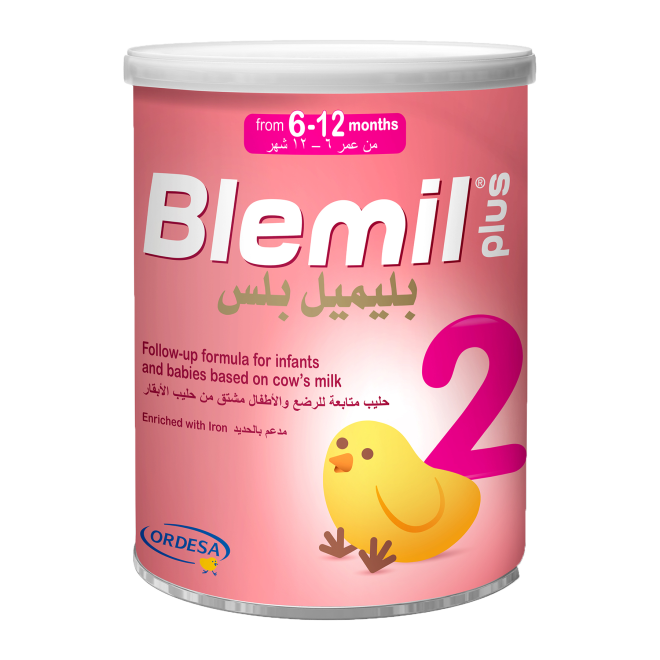 from 6-12 months
من عمر ٦ – ١٢ شهر
Blemil® plus
بليميل بلس
2
Follow-up formula for infants
and babies based on cow's milk
حليب متابعة للرضع والأطفال مشتق من حليب الأبقار
Enriched with Iron مدعم بالحديد
ORDESA